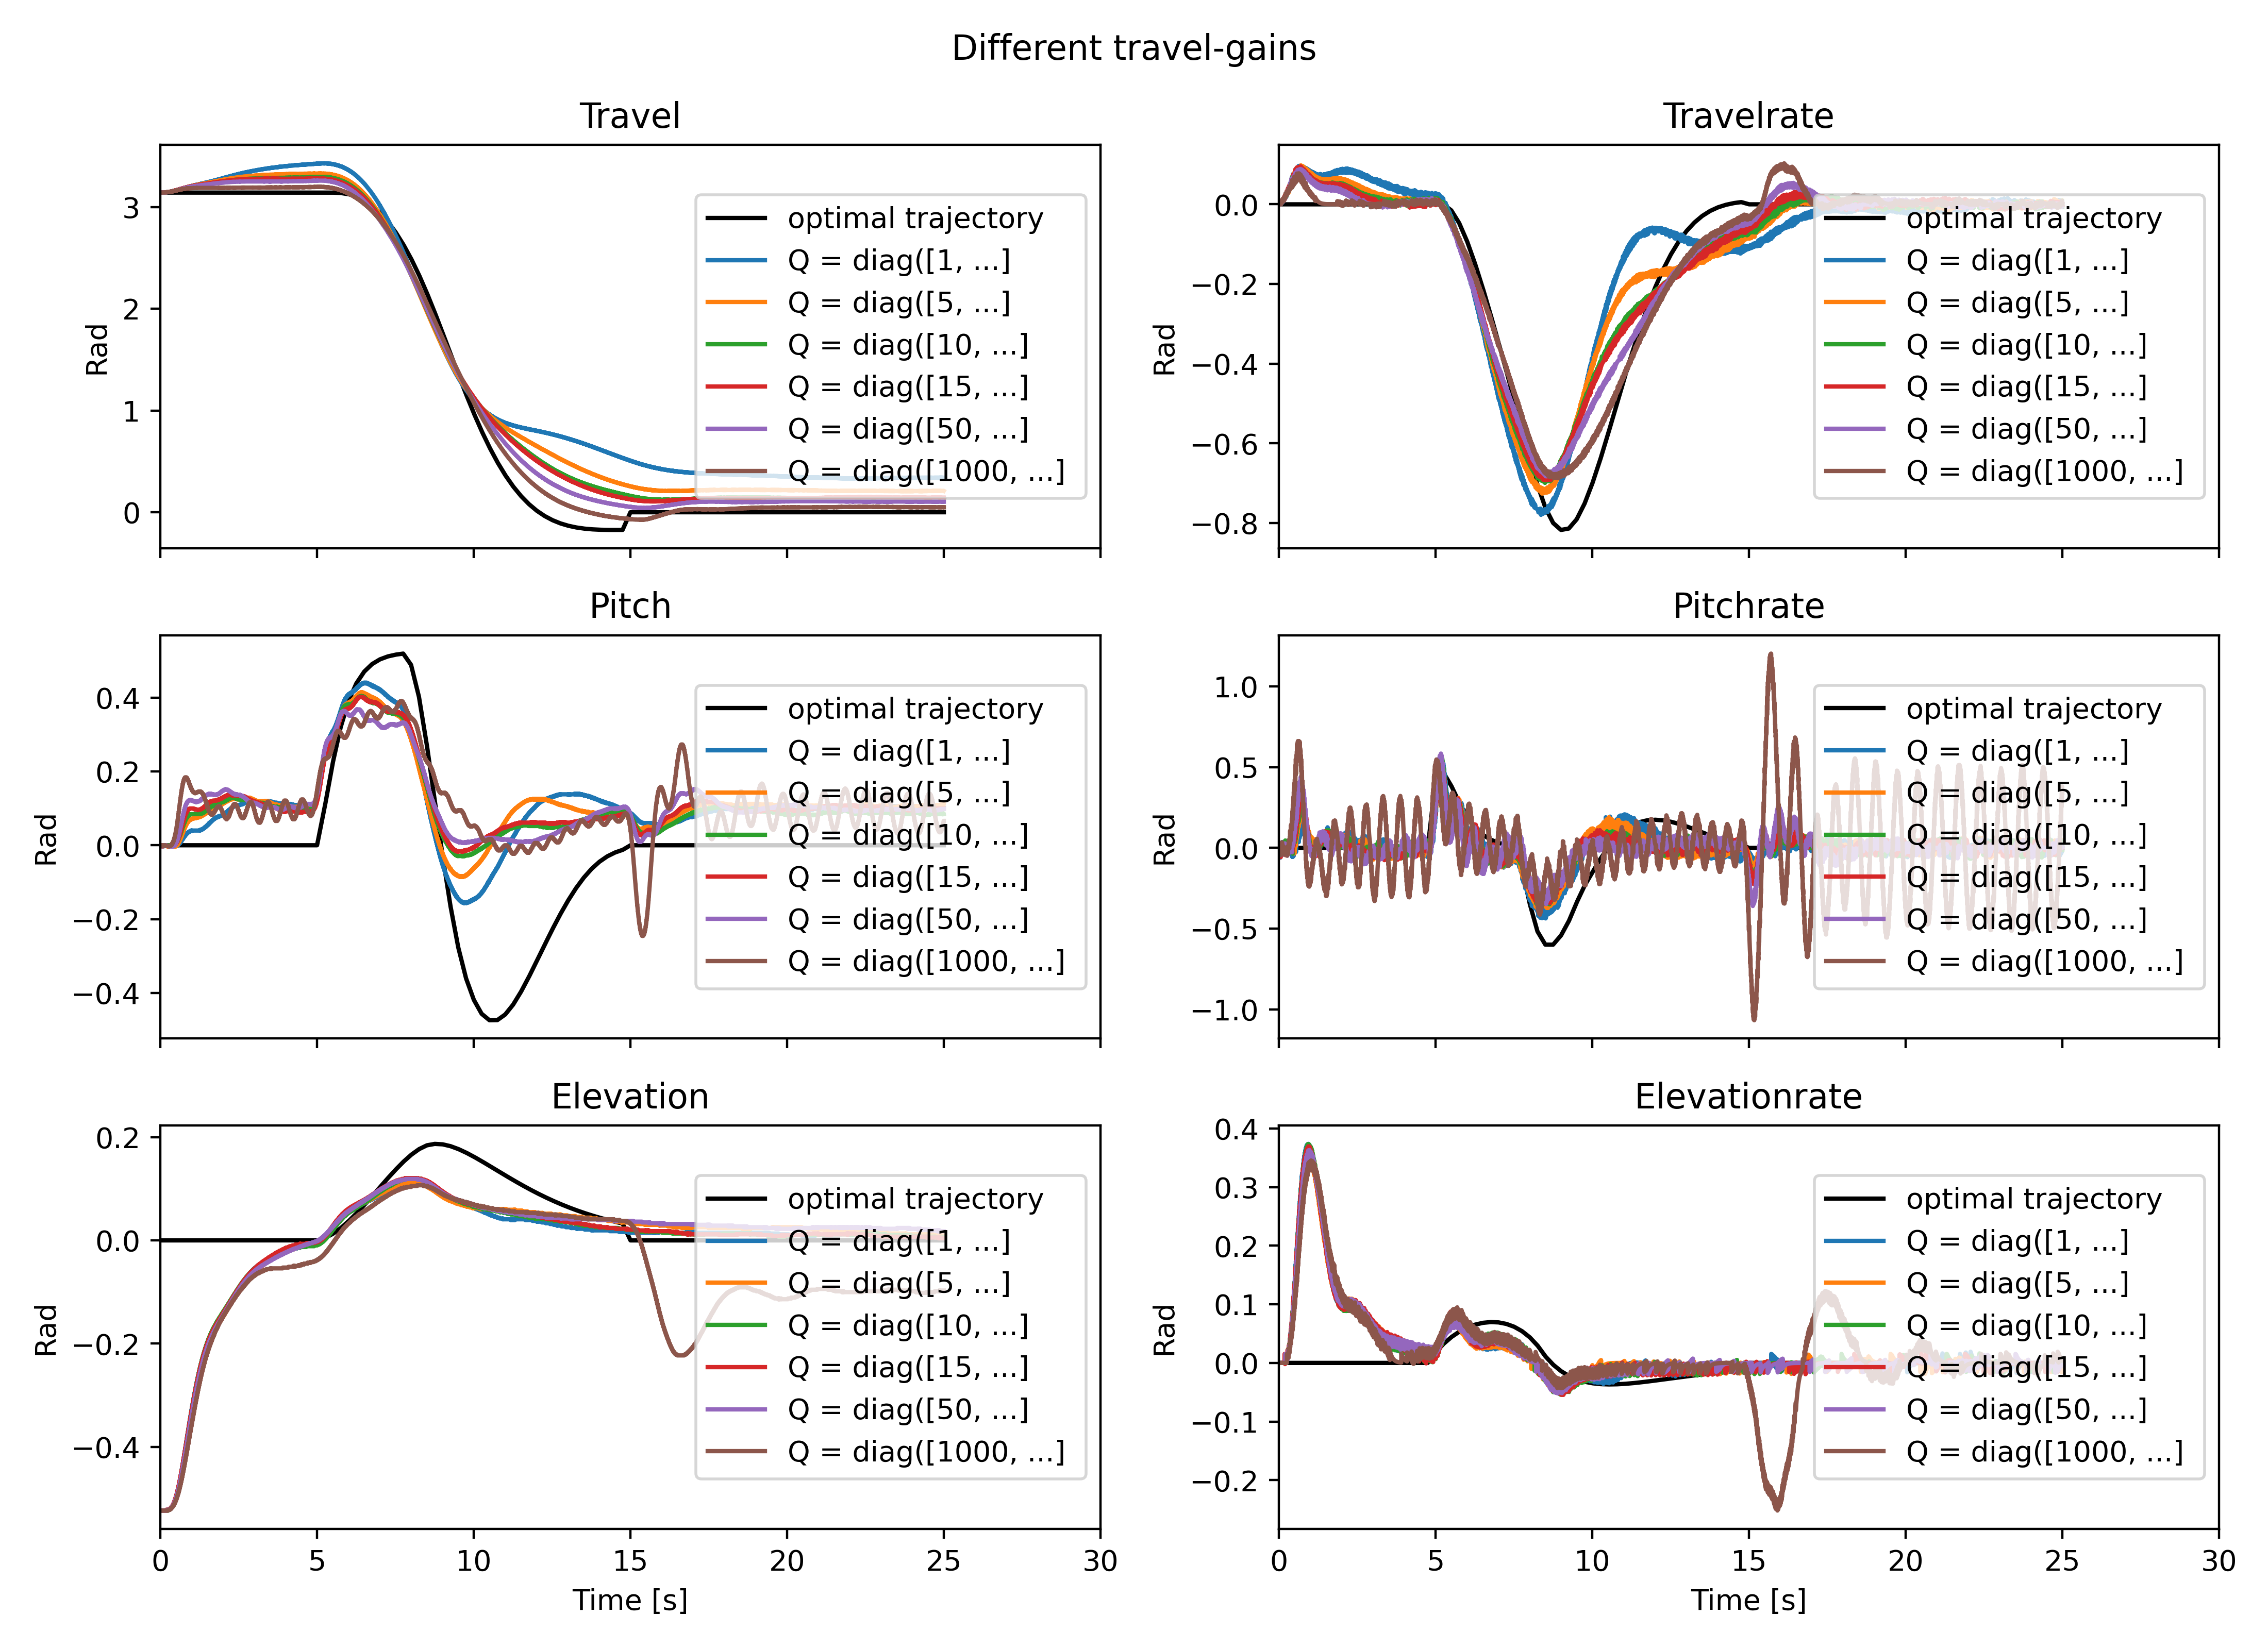 Different travel-gains
Travel
3
2
1
0
Rad
optimal trajectory
Q = diag([1, ...]
Q = diag([5, ...]
Q = diag([10, ...]
Q = diag([15, ...]
Q = diag([50, ...]
Q = diag([1000, ...]
Travelrate
0.0
−0.2
−0.4
−0.6
−0.8
Rad
optimal trajectory
Q = diag([1, ...]
Q = diag([5, ...]
Q = diag([10, ...]
Q = diag([15, ...]
Q = diag([50, ...]
Q = diag([1000, ...]
Pitch
0.4
0.2
0.0
−0.2
−0.4
Rad
optimal trajectory
Q = diag([1, ...]
Q = diag([5, ...]
Q = diag([10, ...]
Q = diag([15, ...]
Q = diag([50, ...]
Q = diag([1000, ...]
Pitchrate
1.0
0.5
0.0
−0.5
−1.0
Rad
optimal trajectory
Q = diag([1, ...]
Q = diag([5, ...]
Q = diag([10, ...]
Q = diag([15, ...]
Q = diag([50, ...]
Q = diag([1000, ...]
Elevation
0.2
0.0
−0.2
−0.4
Rad
optimal trajectory
Q = diag([1, ...]
Q = diag([5, ...]
Q = diag([10, ...]
Q = diag([15, ...]
Q = diag([50, ...]
Q = diag([1000, ...]
0 5 10 15 20 25 30
Time [s]
Elevationrate
0.4
0.3
0.2
0.1
0.0
−0.1
−0.2
Rad
optimal trajectory
Q = diag([1, ...]
Q = diag([5, ...]
Q = diag([10, ...]
Q = diag([15, ...]
Q = diag([50, ...]
Q = diag([1000, ...]
0 5 10 15 20 25 30
Time [s]